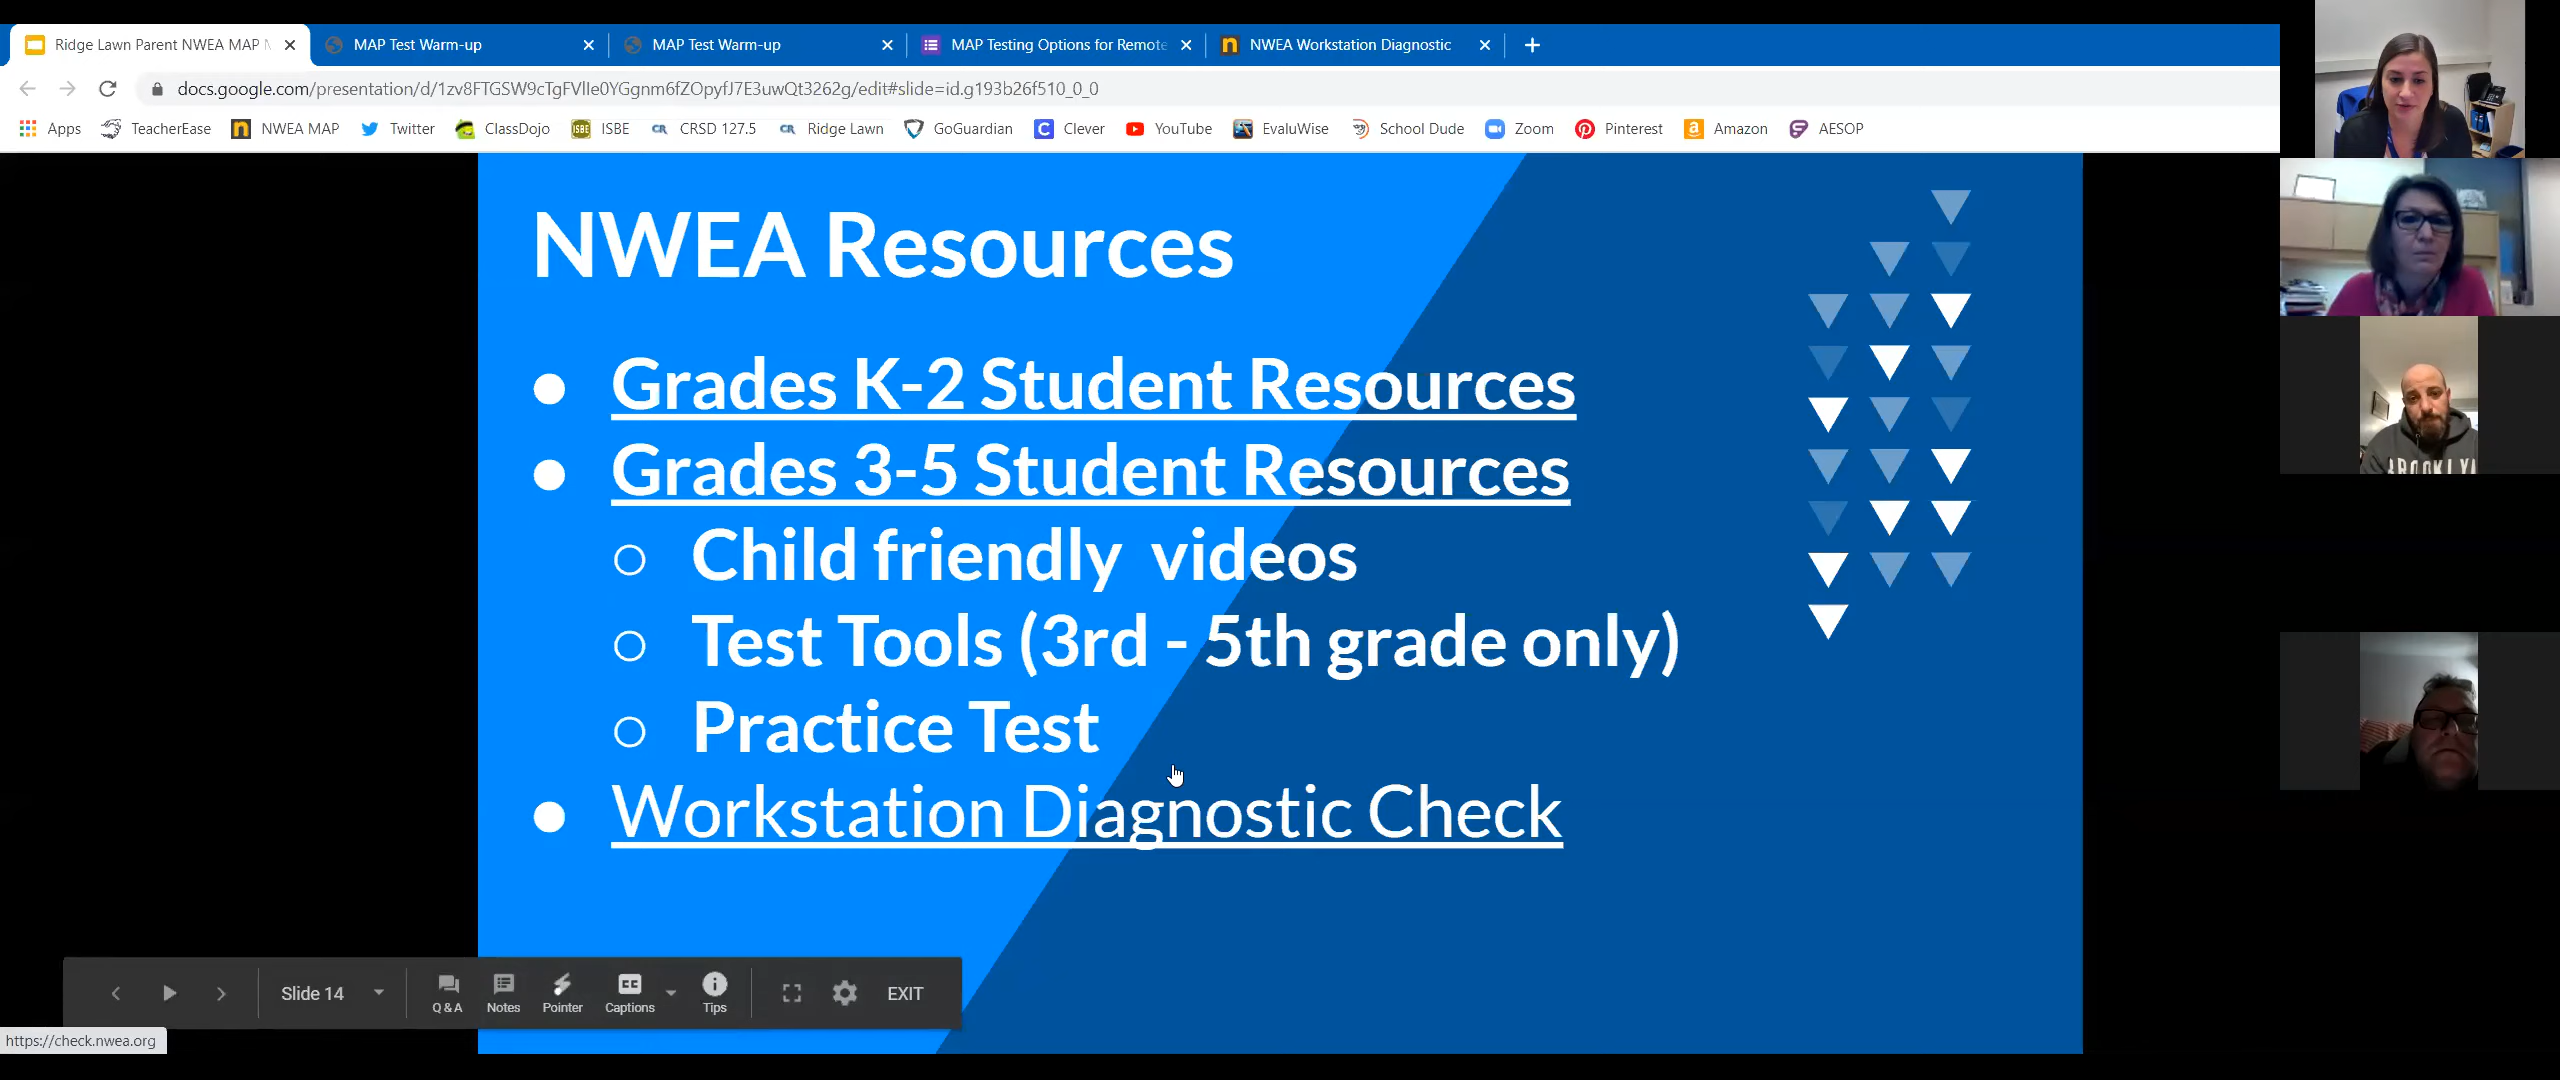 Ridge Lawn Parent NWEA MAP
MAP Test Warm-up
MAP Test Warm-up
MAP Testing Options for Remote
NWEA Workstation Diagnostic
docs.google.com/presentation/d/1zv8FTGSW9cTgFVlIe0YGgnm6fZOpyfJ7E3uwQt3262g/edit#slide=id.g193b26f510_0_0
Apps TeacherEase NWEA MAP Twitter ClassDojo ISBE CRSD 127.5 Ridge Lawn GoGuardian Clever YouTube EvaluWise School Dude Zoom Pinterest Amazon AESOP
NWEA Resources
● Grades K-2 Student Resources
● Grades 3-5 Student Resources
○ Child friendly videos
○ Test Tools (3rd - 5th grade only)
○ Practice Test
● Workstation Diagnostic Check
Slide 14
Q & A
Notes
Pointer
Captions
Tips
EXIT
https://check.nwea.org
BROOKLY